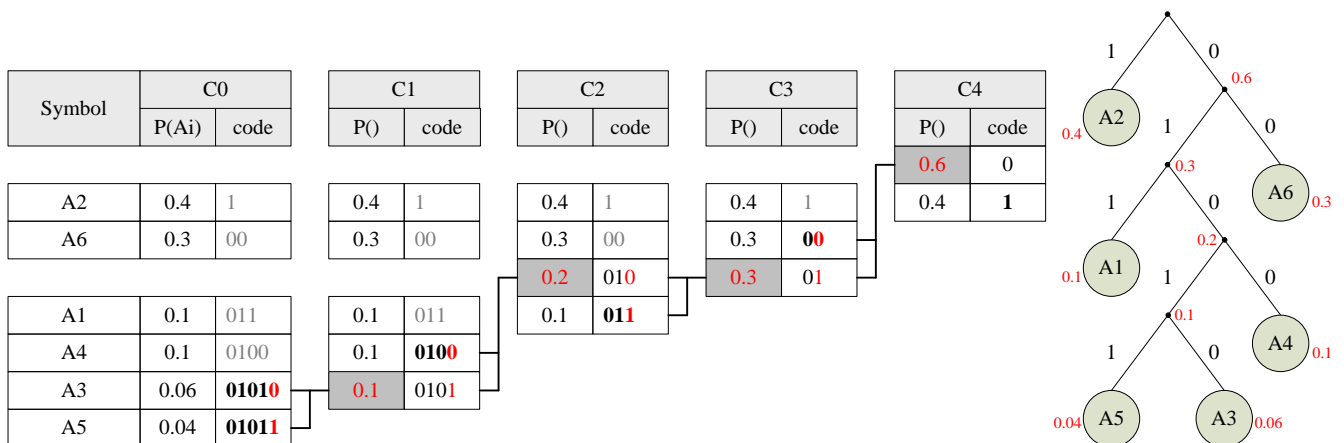 Symbol C0 C1 C2 C3 C4
P(Ai) code P() code P() code P() code P() code
0.6 0
A2 0.4 1 0.4 1 0.4 1 0.4 1 0.4 1
A6 0.3 00 0.3 00 0.3 00 0.3 00
0.2 010 0.3 01
A1 0.1 011 0.1 011 0.1 011
A4 0.1 0100 0.1 0100
A3 0.06 01010 0.1 0101
A5 0.04 01011
1 0
0.6
0.4 A2 1 0
0.3 A6 0.3
1 0
0.2
0.1 A1 1 0
0.1 A4 0.1
1 0
0.04 A5 A3 0.06